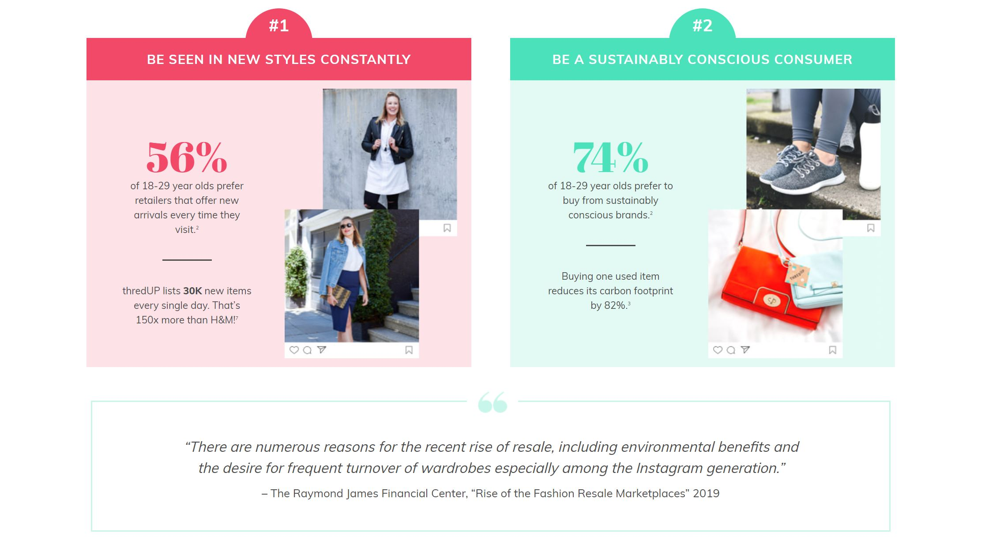 #1
BE SEEN IN NEW STYLES CONSTANTLY
56%
of 18-29 year olds prefer
retailers that offer new
arrivals every time they
visit.²
thredUP lists 30K new items
every single day. That’s
150x more than H&M!⁷
#2
BE A SUSTAINABLY CONSCIOUS CONSUMER
74%
of 18-29 year olds prefer to
buy from sustainably
conscious brands.²
Buying one used item
reduces its carbon footprint
by 82%.³
THREDUP
“There are numerous reasons for the recent rise of resale, including environmental benefits and
the desire for frequent turnover of wardrobes especially among the Instagram generation.”
– The Raymond James Financial Center, “Rise of the Fashion Resale Marketplaces” 2019